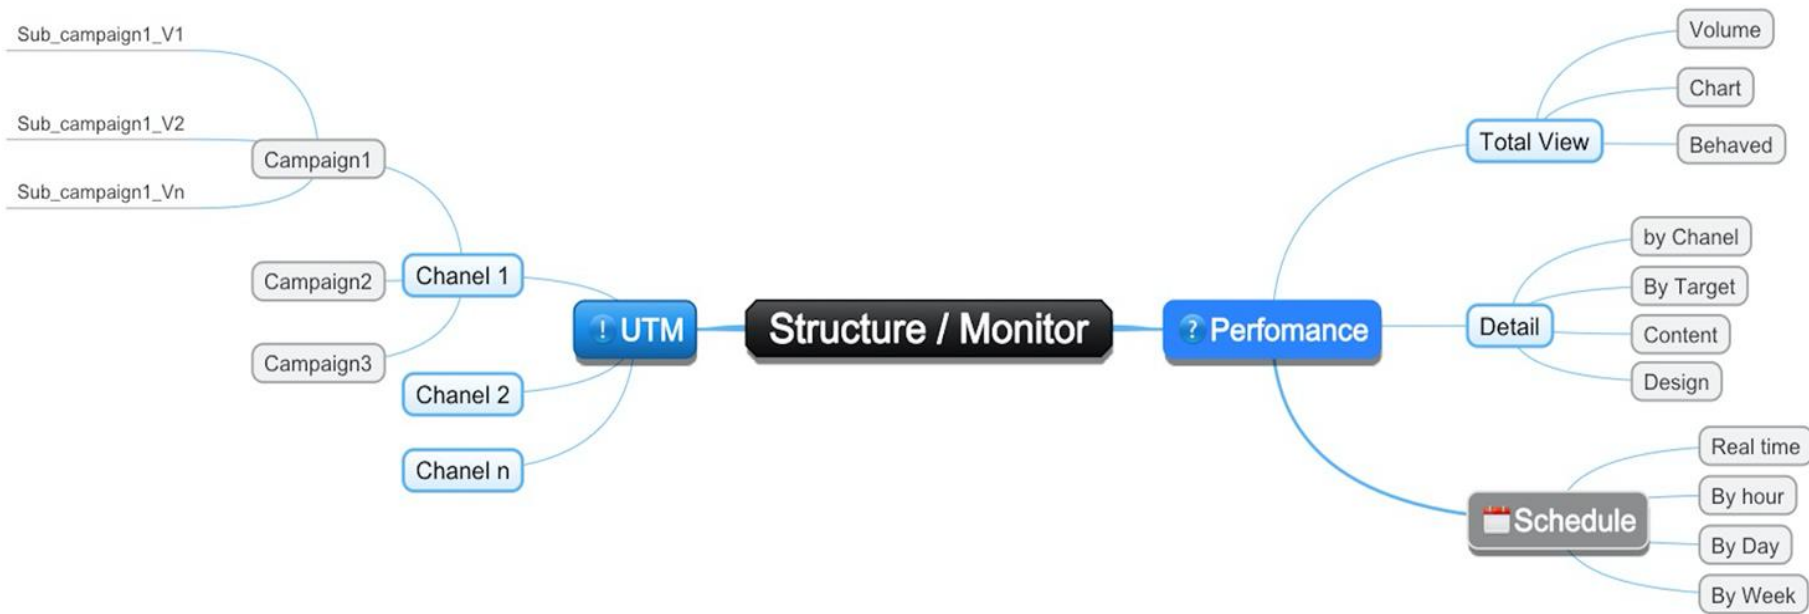 Sub_campaign1_V1
Sub_campaign1_V2
Sub_campaign1_Vn
Campaign1
Campaign2
Campaign3
Chanel 1
Chanel 2
Chanel n
UTM
Structure / Monitor
Perfomance
Total View
Volume
Chart
Behaved
Detail
by Chanel
By Target
Content
Design
Schedule
Real time
By hour
By Day
By Week